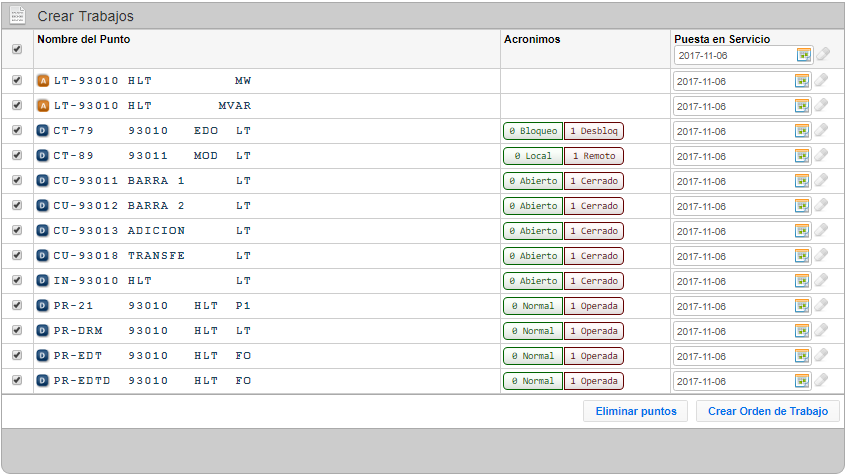 Crear Trabajos
Nombre del Punto Acronimos Puesta en Servicio
2017-11-06
A LT-93010 HLT MW 2017-11-06
A LT-93010 HLT MVAR 2017-11-06
D CT-79 93010 EDO LT 0 Bloqueo 1 Desbloq 2017-11-06
D CT-89 93011 MOD LT 0 Local 1 Remoto 2017-11-06
D CU-93011 BARRA 1 LT 0 Abierto 1 Cerrado 2017-11-06
D CU-93012 BARRA 2 LT 0 Abierto 1 Cerrado 2017-11-06
D CU-93013 ADICION LT 0 Abierto 1 Cerrado 2017-11-06
D CU-93018 TRANSFE LT 0 Abierto 1 Cerrado 2017-11-06
D IN-93010 HLT LT 0 Abierto 1 Cerrado 2017-11-06
D PR-21 93010 HLT P1 0 Normal 1 Operada 2017-11-06
D PR-DRM 93010 HLT LT 0 Normal 1 Operada 2017-11-06
D PR-EDT 93010 HLT FO 0 Normal 1 Operada 2017-11-06
D PR-EDTD 93010 HLT FO 0 Normal 1 Operada 2017-11-06
Eliminar puntos Crear Orden de Trabajo